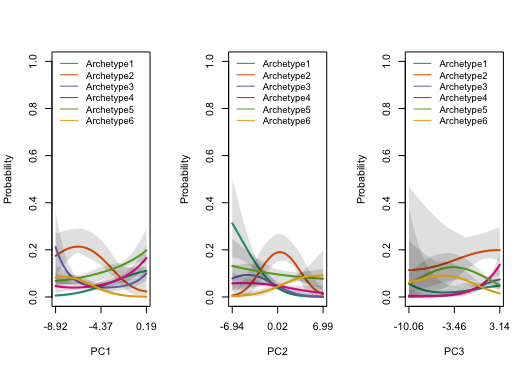 Archetype1
Archetype2
Archetype3
Archetype4
Archetype5
Archetype6
Probability
0.0 0.2 0.4 0.6 0.8 1.0
-8.92 -4.37 0.19
PC1
Archetype1
Archetype2
Archetype3
Archetype4
Archetype5
Archetype6
Probability
0.0 0.2 0.4 0.6 0.8 1.0
-6.94 0.02 6.99
PC2
Archetype1
Archetype2
Archetype3
Archetype4
Archetype5
Archetype6
Probability
0.0 0.2 0.4 0.6 0.8 1.0
-10.06 -3.46 3.14
PC3